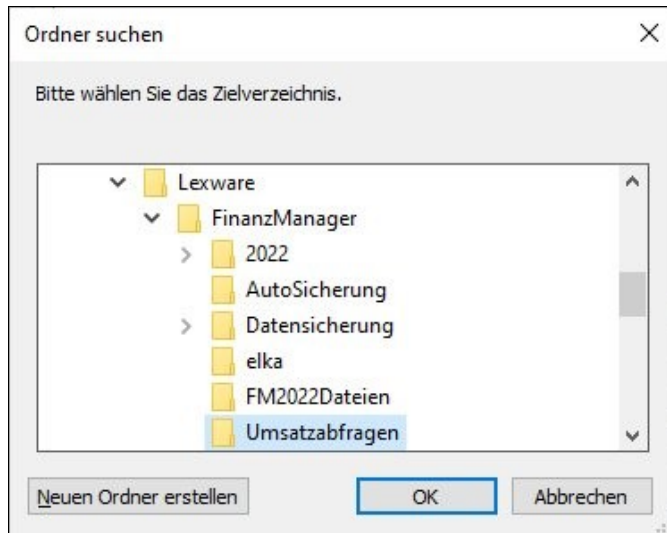 Ordner suchen
Bitte wählen Sie das Zielverzeichnis.
Lexware
FinanzManager
2022
AutoSicherung
Datensicherung
elka
FM2022Dateien
Umsatzabfragen
Neuen Ordner erstellen
OK
Abbrechen